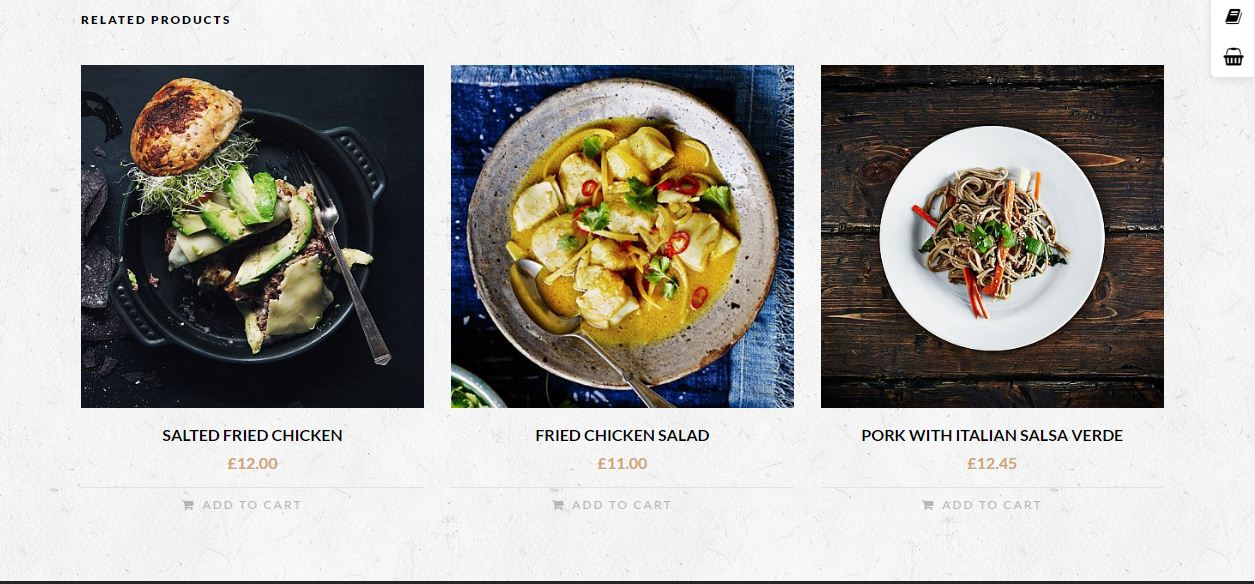 RELATED PRODUCTS
SALTED FRIED CHICKEN
£12.00
ADD TO CART
FRIED CHICKEN SALAD
£11.00
ADD TO CART
PORK WITH ITALIAN SALSA VERDE
£12.45
ADD TO CART